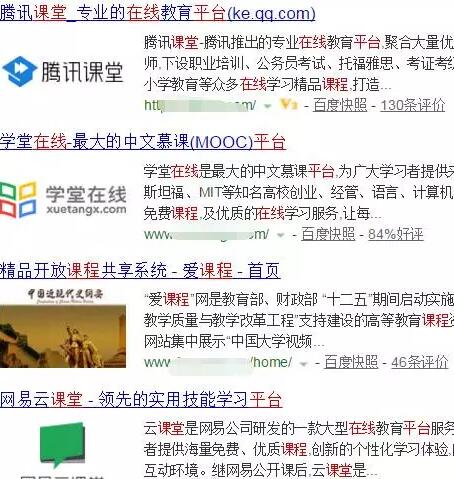 腾讯课堂_专业的在线教育平台(ke.qq.com)
腾讯课堂
腾讯课堂-腾讯推出的专业在线教育平台,聚合大量优
师,下设职业培训、公务员考试、托福雅思、考证考级
小学教育等众多在线学习精品课程,打造...
- 百度快照 - 130条评价
学堂在线-最大的中文慕课(MOOC)平台
学堂在线
xuetangx.com
学堂在线是最大的中文慕课平台,为广大学习者提供来
斯坦福、MIT等知名高校创业、经管、语言、计算机
免费课程,及优质的在线学习服务,让每...
www. .com/ - 百度快照 - 84%好评
精品开放课程共享系统 - 爱课程 - 首页
“爱课程”网是教育部、财政部 “十二五”期间启动实施
教学质量与教学改革工程”支持建设的高等教育课程资
网站集中展示“中国大学视频...
www. /home/ - 百度快照 - 46条评价
网易云课堂 - 领先的实用技能学习平台
云课堂是网易公司研发的一款大型在线教育平台服务
者提供海量免费、优质课程,创新的个性化学习体验,自
互动环境。继网易公开课后,云课堂是...